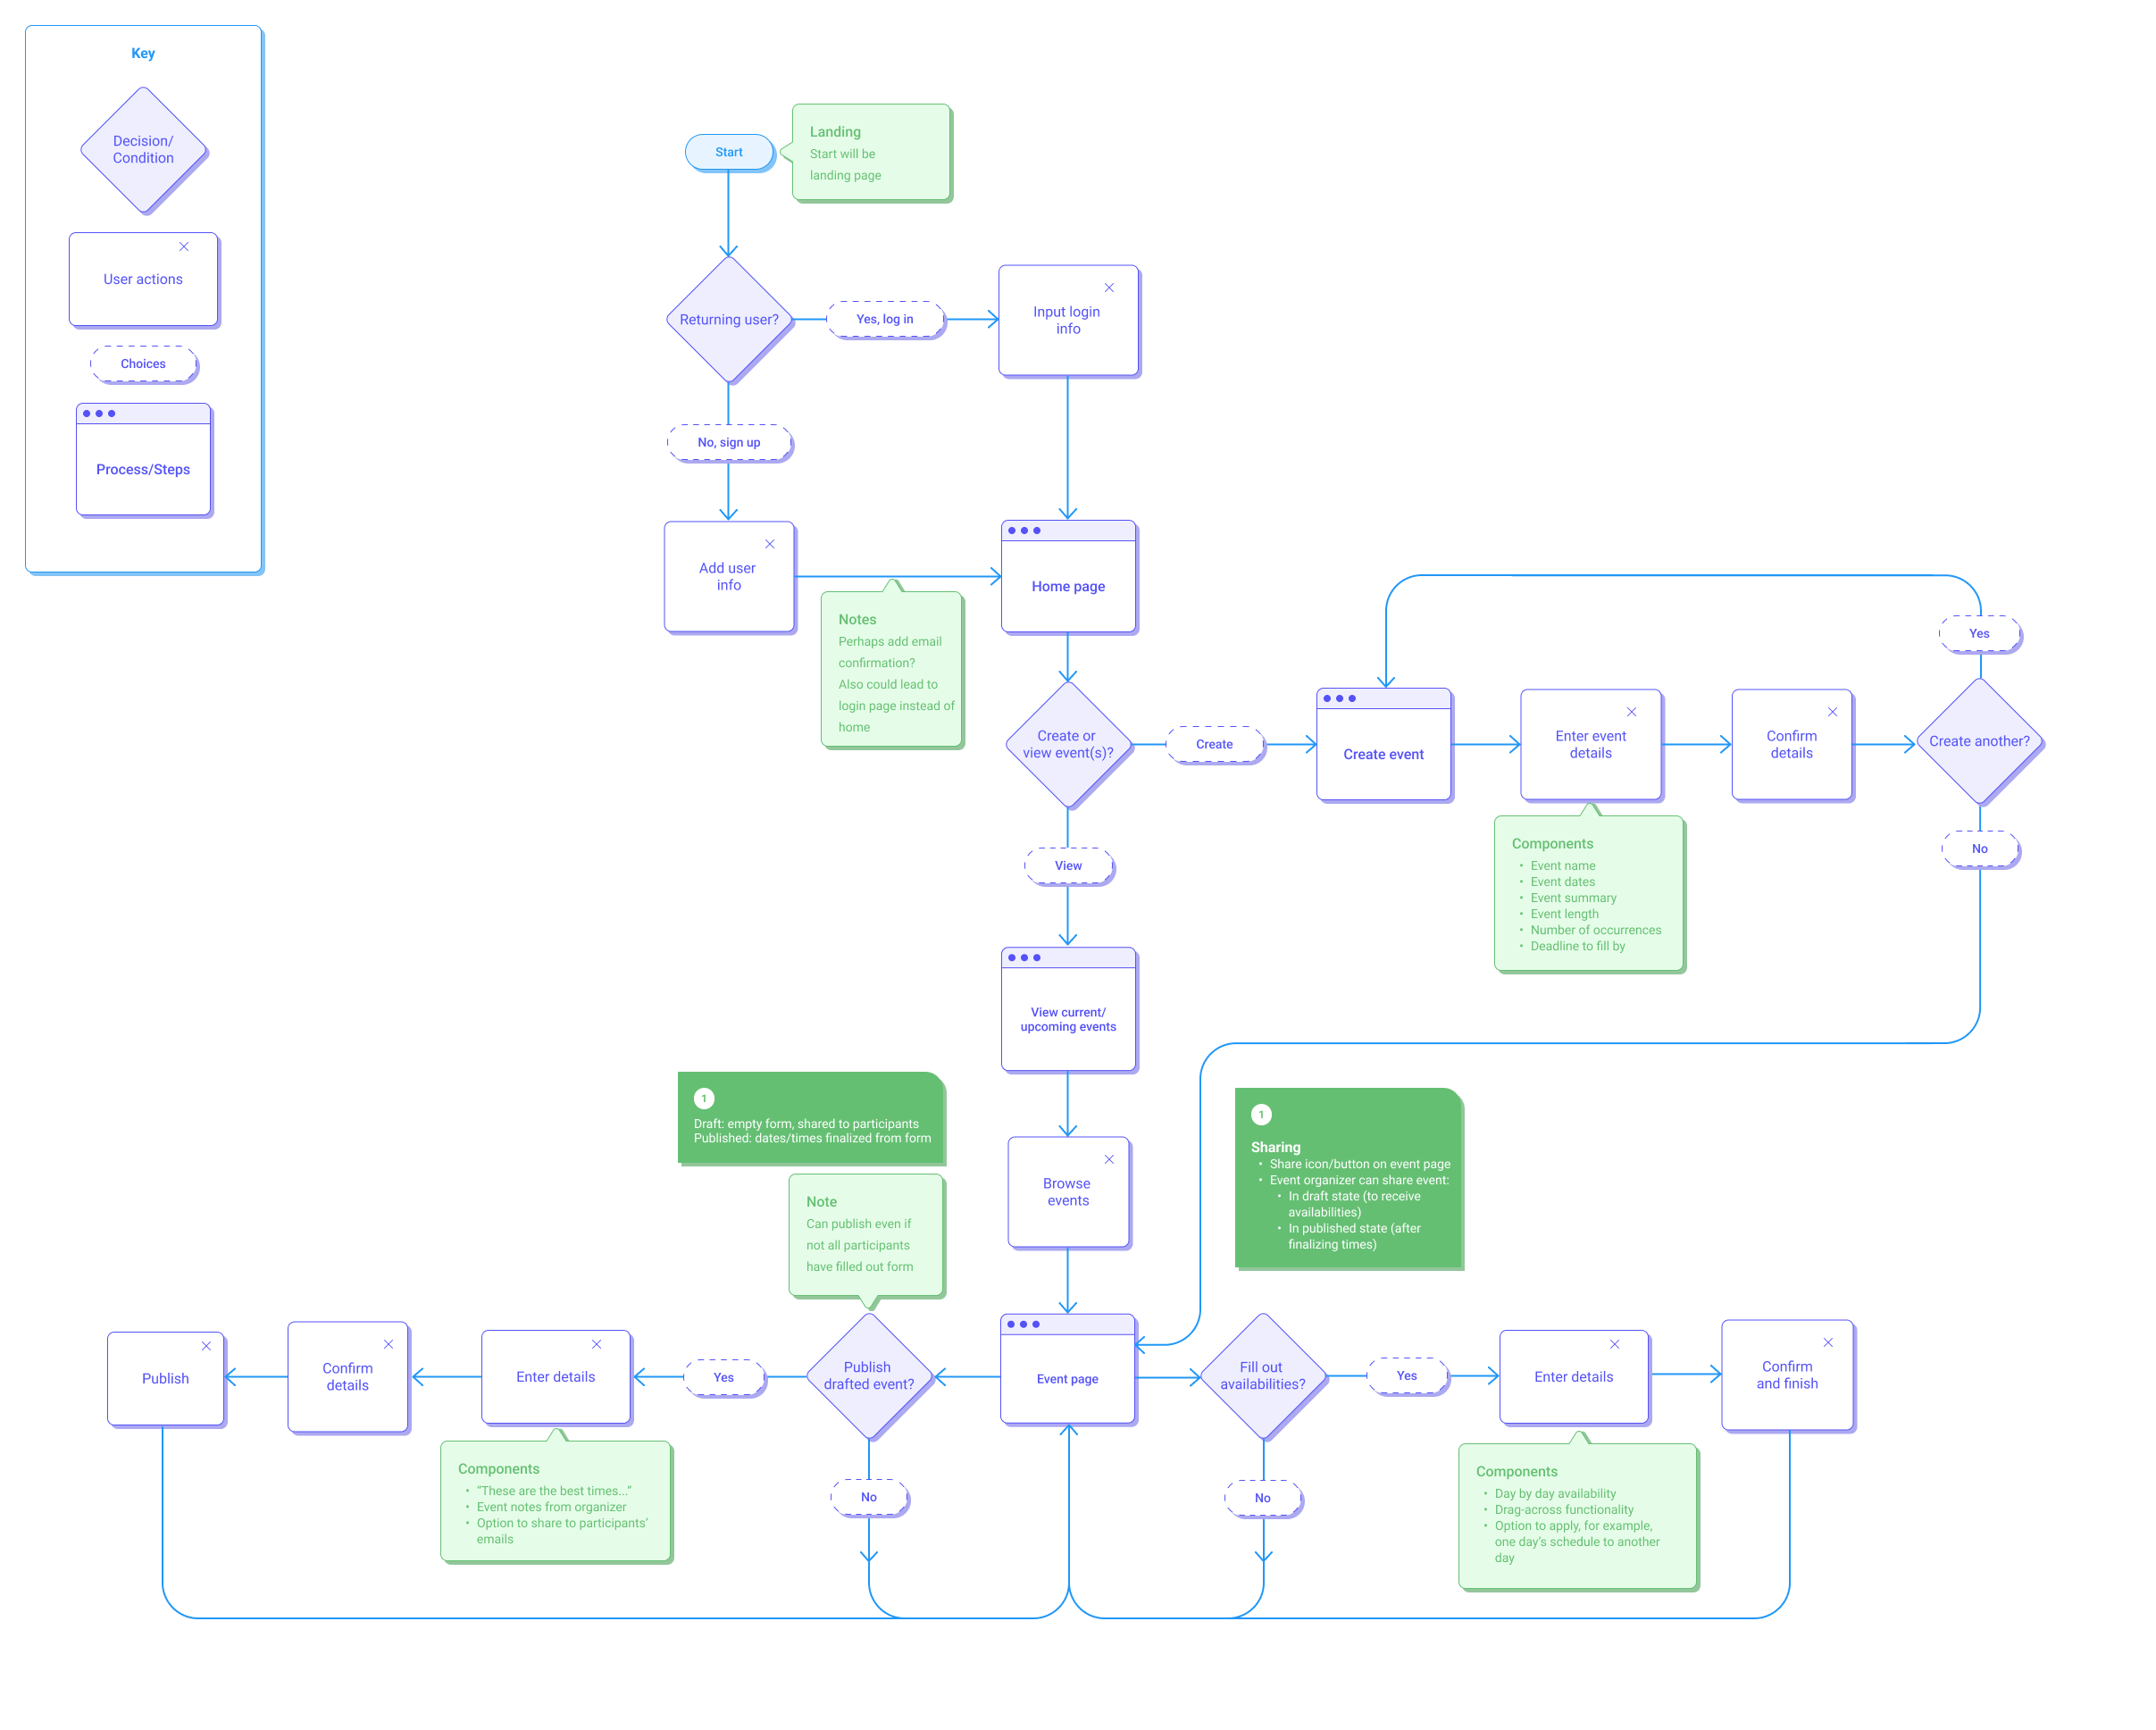 Key
Decision/
Condition
User actions
Choices
Process/Steps
Start
Landing
Start will be
landing page
Returning user?
Yes, log in
Input login
info
No, sign up
Add user
info
Notes
Perhaps add email
confirmation?
Also could lead to
login page instead of
home
Home page
Create or
view event(s)?
Create
Create event
Enter event
details
Confirm
details
Create another?
Yes
No
Components
• Event name
• Event dates
• Event summary
• Event length
• Number of occurrences
• Deadline to fill by
View
View current/
upcoming events
Browse
events
1
Draft: empty form, shared to participants
Published: dates/times finalized from form
Note
Can publish even if
not all participants
have filled out form
1
Sharing
• Share icon/button on event page
• Event organizer can share event:
• In draft state (to receive
availabilities)
• In published state (after
finalizing times)
Publish
Confirm
details
Enter details
Yes
Publish
drafted event?
Event page
Fill out
availabilities?
Yes
Enter details
Confirm
and finish
Components
• “These are the best times...”
• Event notes from organizer
• Option to share to participants’
emails
No
No
Components
• Day by day availability
• Drag-across functionality
• Option to apply, for example,
one day’s schedule to another
day